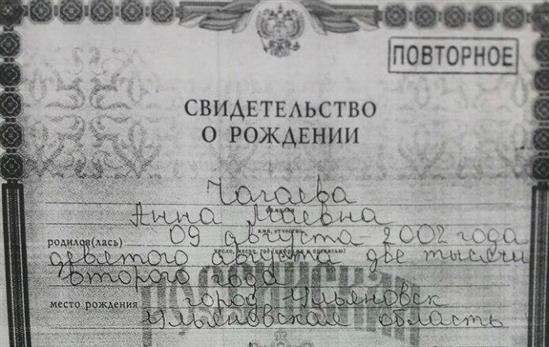 ПОВТОРНОЕ
СВИДЕТЕЛЬСТВО
О РОЖДЕНИИ
Чагаева
Анна
родился(лась) 09 августа 2002 года
девятого августа две тысячи
второго года
РОССИЙСКАЯ
место рождения город Ульяновск
Ульяновская область